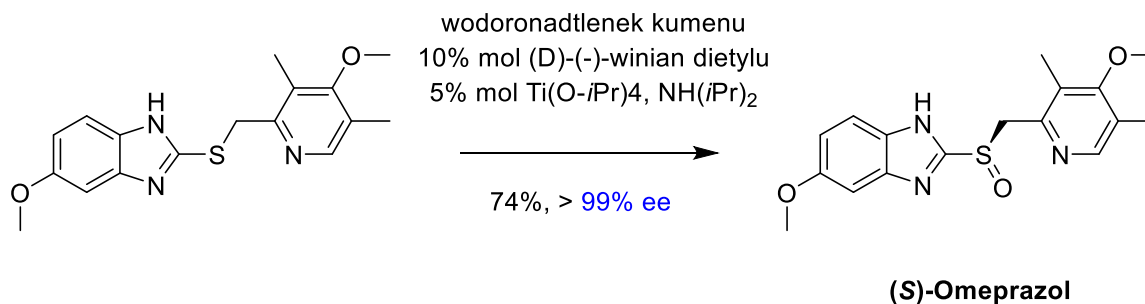 wodoronadtlenek kumenu
10% mol (D)-(-)-winian dietylu
5% mol Ti(O-iPr)4, NH(iPr)2
74%, > 99% ee
O
H
N
S
N
N
O
O
H
N
S
O
N
N
O
(S)-Omeprazol